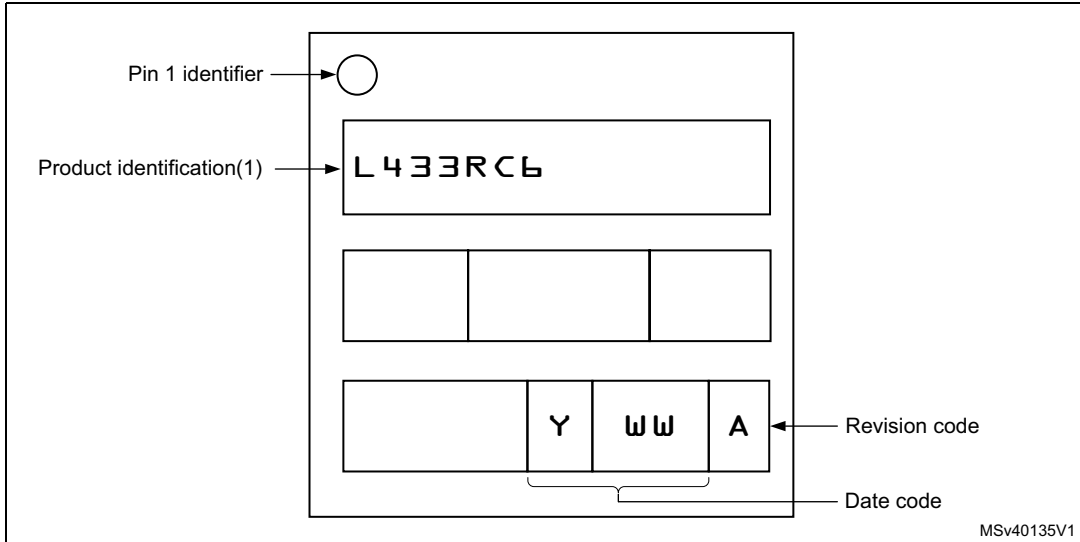 Pin 1 identifier
Product identification(1)
L433RC6
Y WW A
Revision code
Date code
MSv40135V1